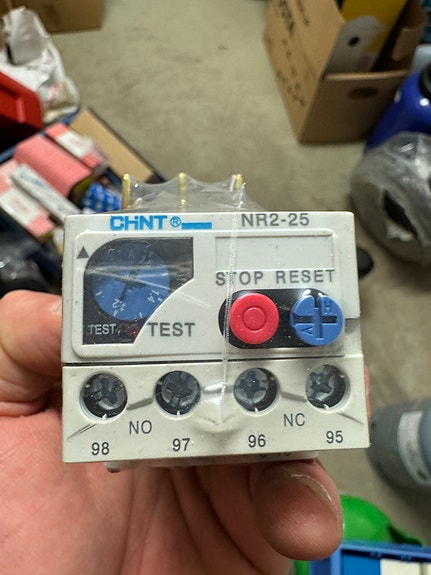 CHNT® NR2-25
STOP RESET
TEST TEST
A H
NO NC
98 97 96 95